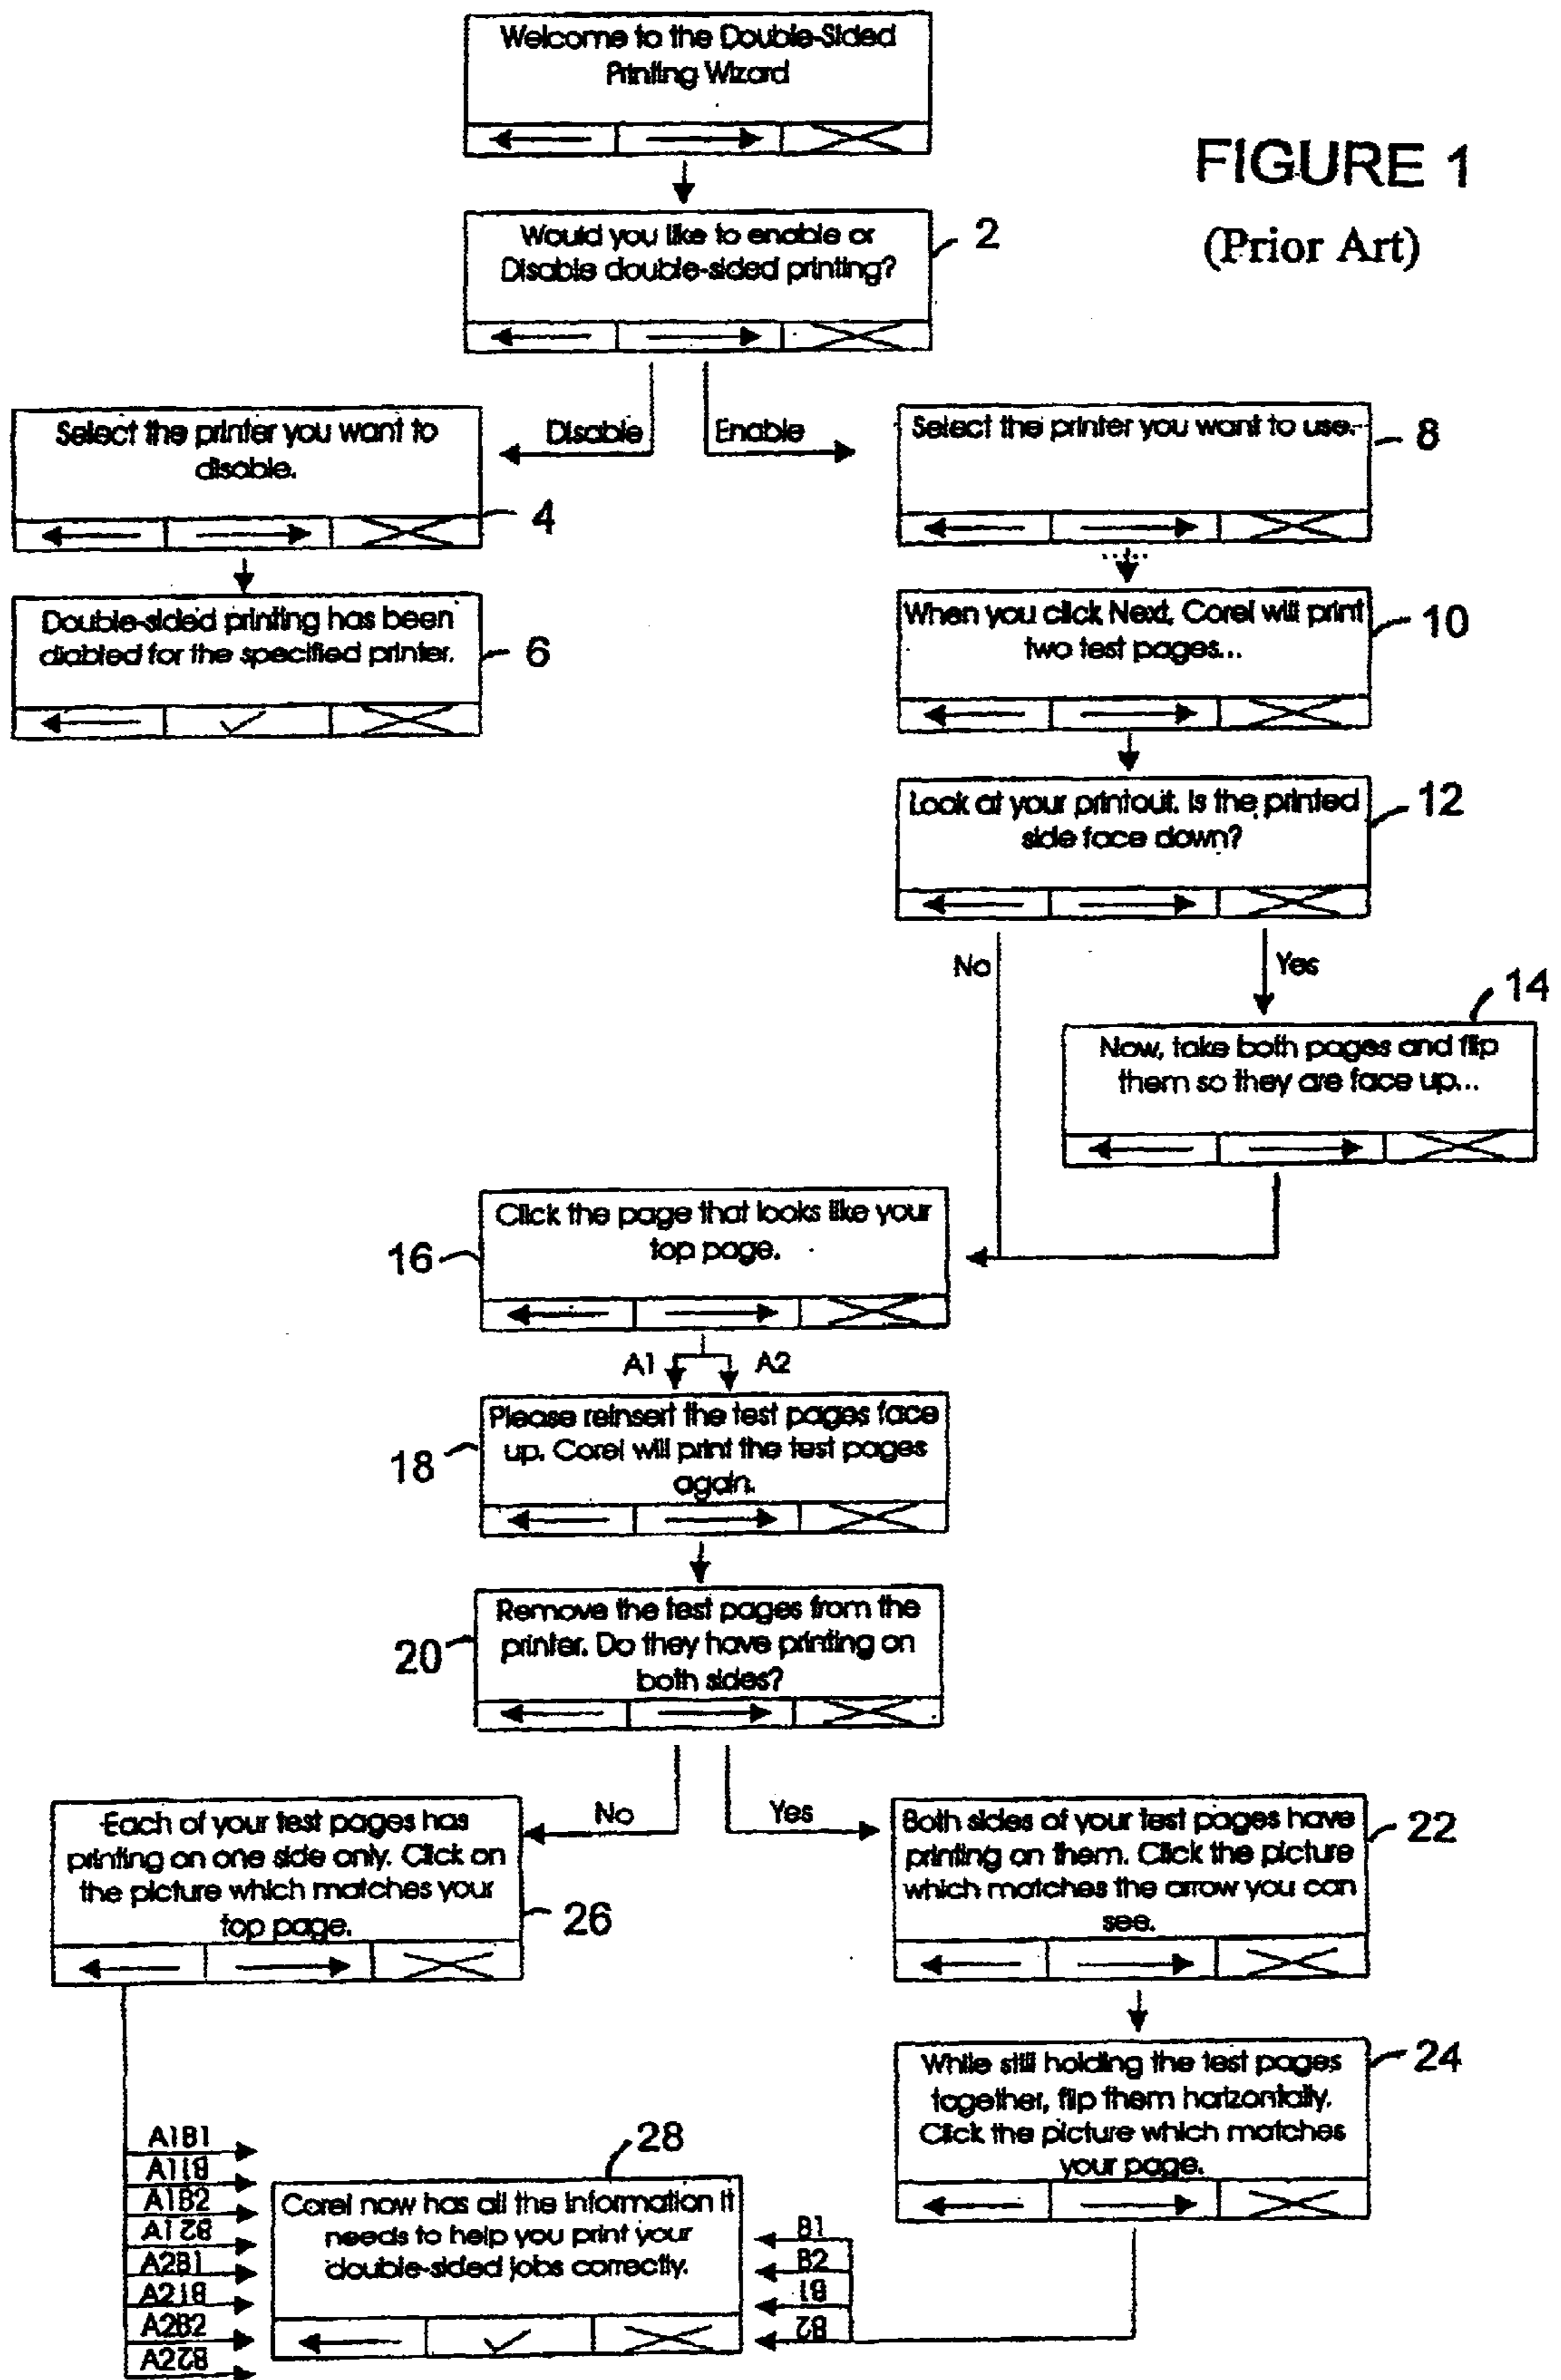 Welcome to the Double-Sided
Printing Wizard
FIGURE 1
(Prior Art)
Would you like to enable or
Disable double-sided printing?
2
Disable
Enable
Select the printer you want to
disable.
4
Select the printer you want to use.
8
Double-sided printing has been
diabled for the specified printer.
6
When you click Next, Corel will print
two test pages...
10
Look at your printout. Is the printed
side face down?
12
No
Yes
14
Now, take both pages and flip
them so they are face up...
Click the page that looks like your
top page.
16
A1
A2
Please reinsert the test pages face
up. Corel will print the test pages
again.
18
Remove the test pages from the
printer. Do they have printing on
both sides?
20
No
Yes
Each of your test pages has
printing on one side only. Click on
the picture which matches your
top page.
26
Both sides of your test pages have
printing on them. Click the picture
which matches the arrow you can
see.
22
While still holding the test pages
together, flip them horizontally.
Click the picture which matches
your page.
24
A1B1
A11B
A1B2
A12B
A2B1
A21B
A2B2
A22B
28
Corel now has all the information it
needs to help you print your
double-sided jobs correctly.
B1
B2
1B
2B